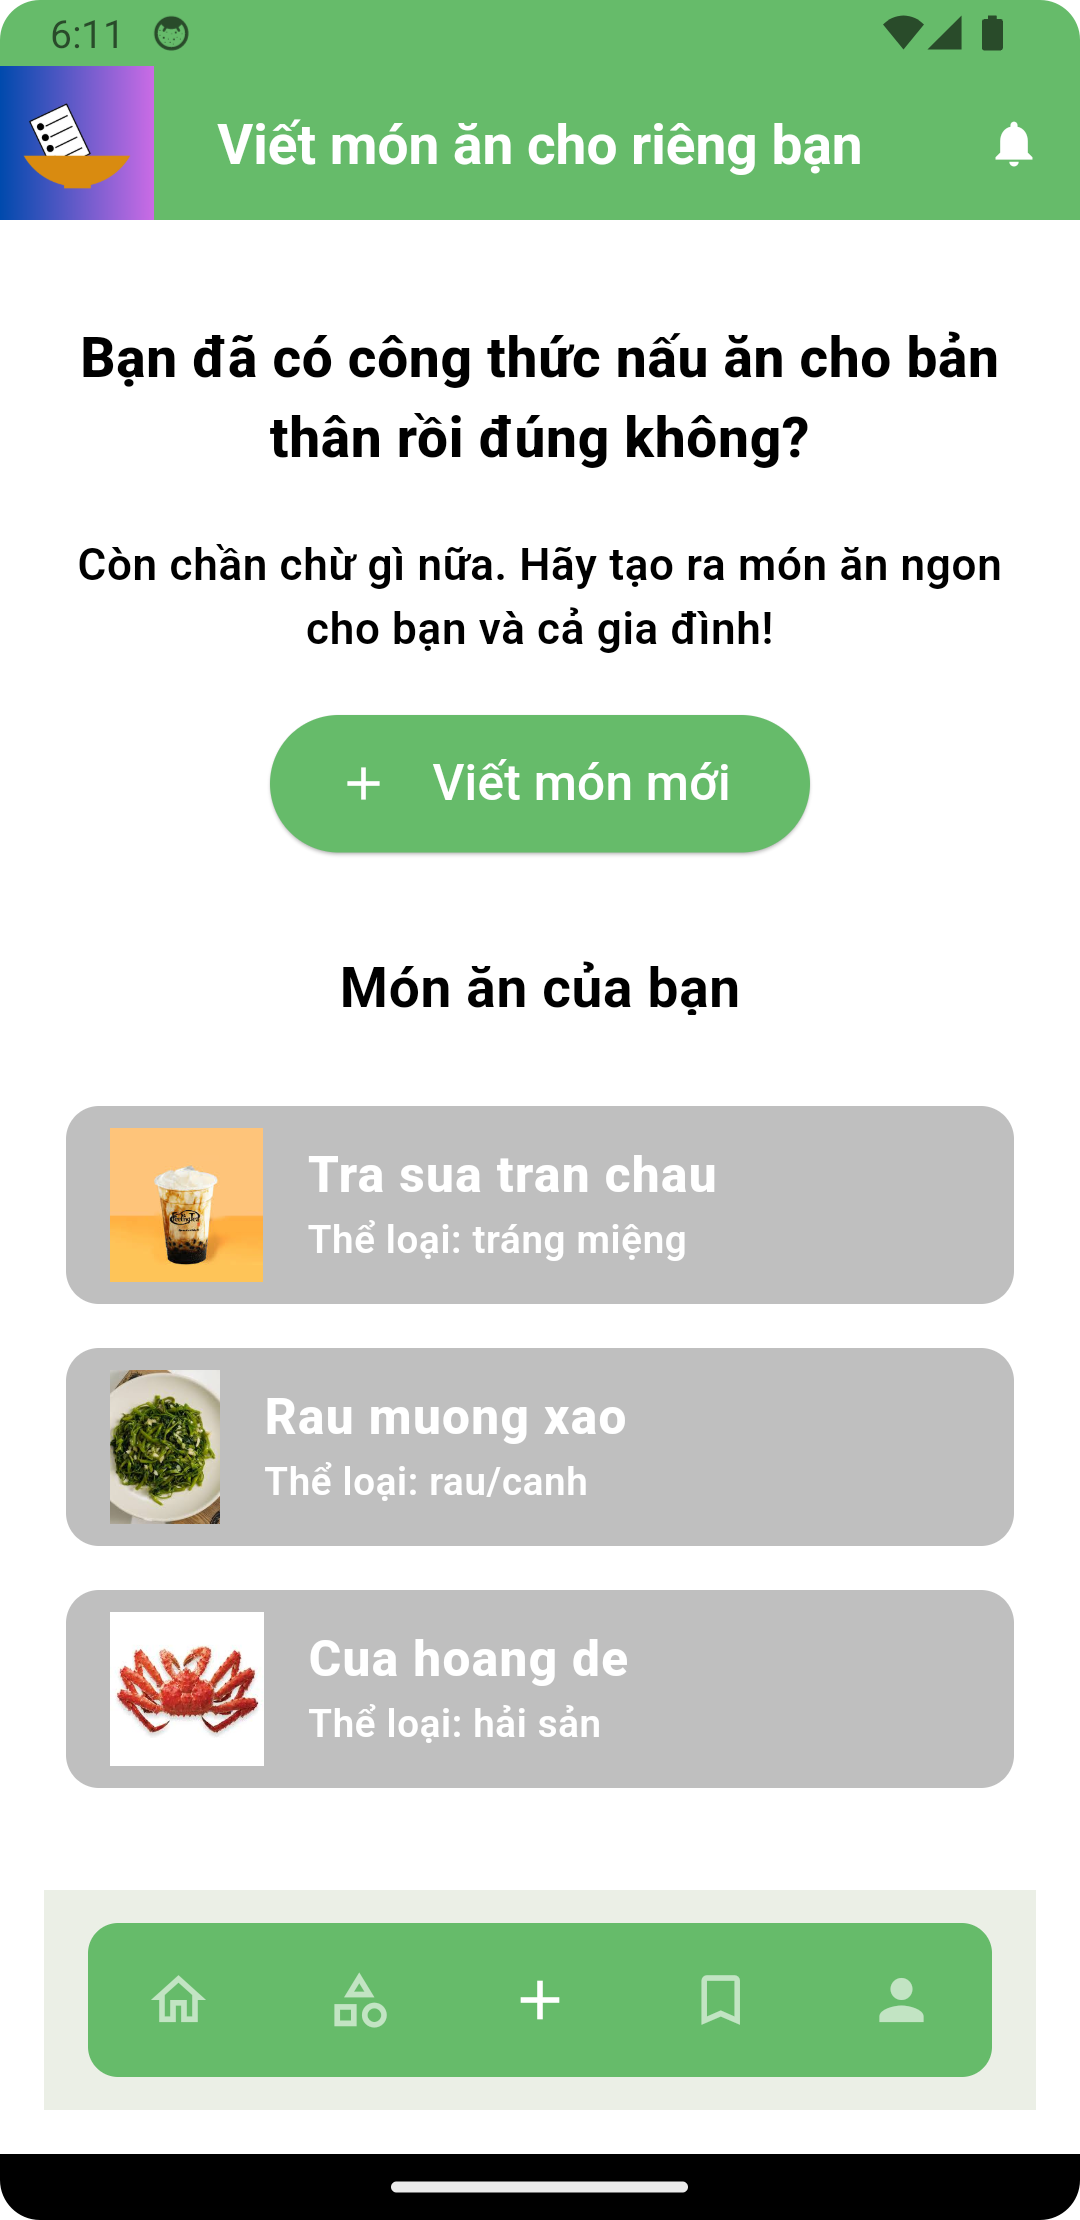 6:11
Viết món ăn cho riêng bạn
Bạn đã có công thức nấu ăn cho bản
thân rồi đúng không?
Còn chần chừ gì nữa. Hãy tạo ra món ăn ngon
cho bạn và cả gia đình!
Viết món mới
Món ăn của bạn
Tra sua tran chau
Thể loại: tráng miệng
Rau muong xao
Thể loại: rau/canh
Cua hoang de
Thể loại: hải sản